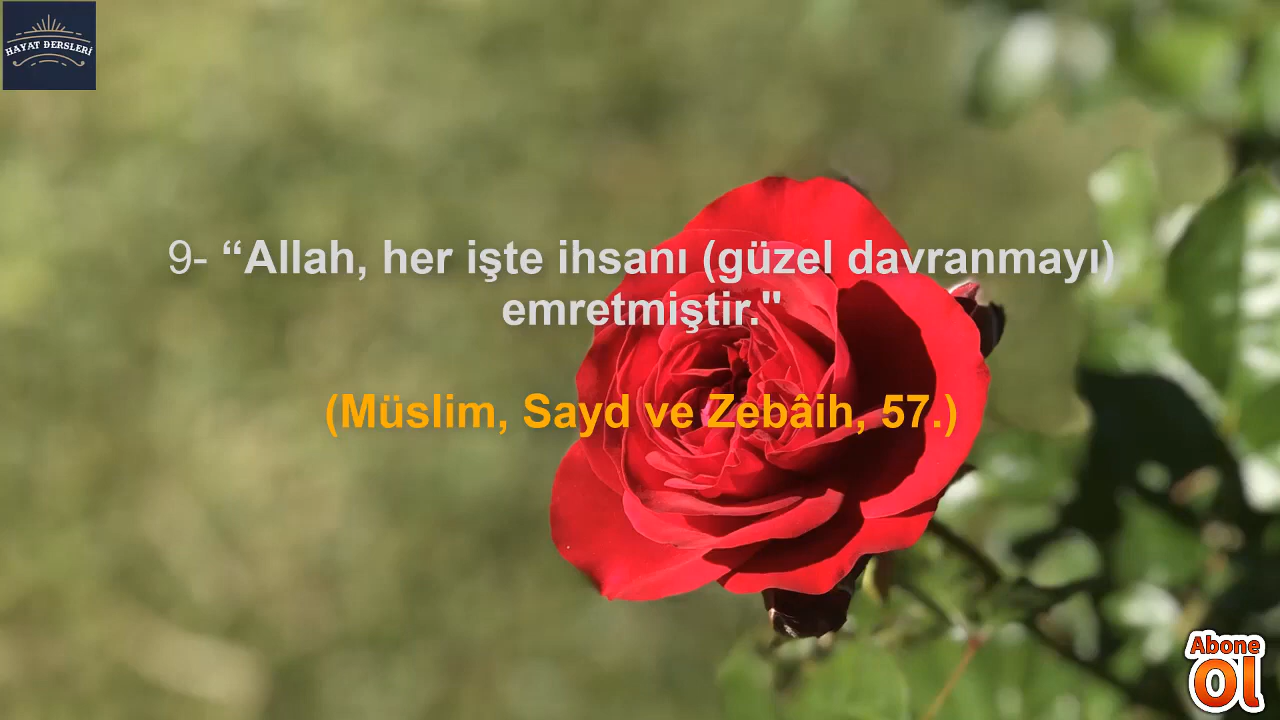 HAYAT DERSLERİ
9- “Allah, her işte ihsanı (güzel davranmayı)
emretmiştir."
(Müslim, Sayd ve Zebâih, 57.)
Abone
Ol